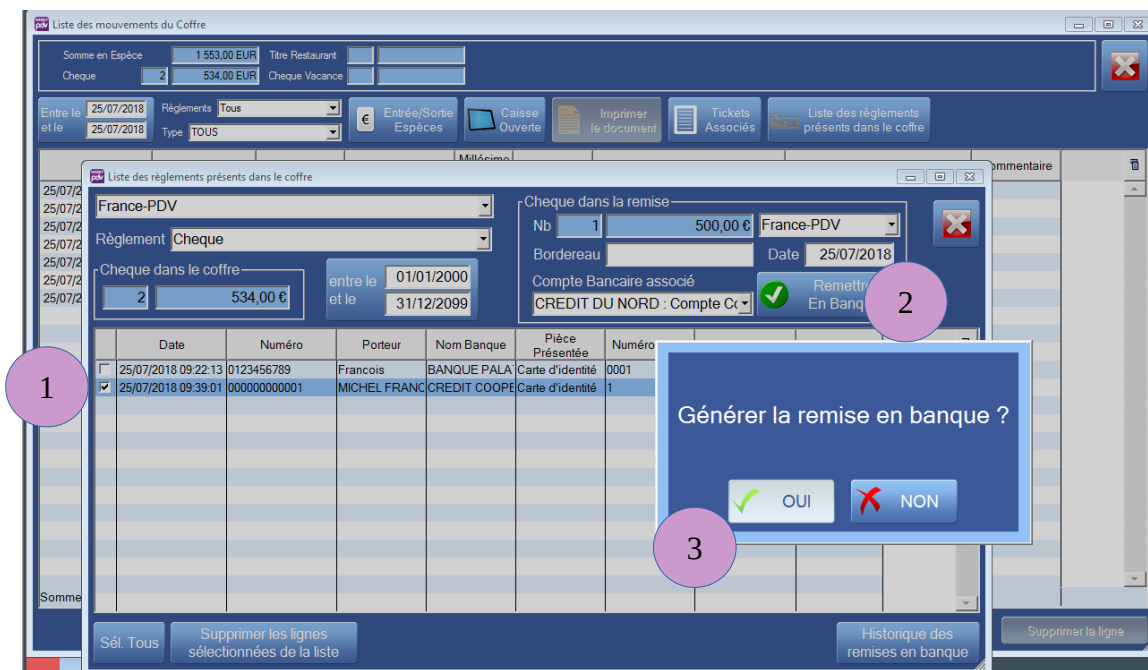 pdv Liste des mouvements du Coffre
Somme en Espèce 1 553,00 EUR Titre Restaurant
Cheque 2 534,00 EUR Cheque Vacance
Entre le 25/07/2018 Règlements Tous € Entrée/Sortie Espèces Caisse Ouverte Imprimer le document Tickets Associés Liste des règlements présents dans le coffre
et le 25/07/2018 Type TOUS
Millésime
ommentaire
25/07/2
25/07/2
25/07/2
25/07/2
25/07/2
25/07/2
25/07/2
Somme
Supprimer la ligne
pdv Liste des règlements présents dans le coffre
France-PDV
Règlement Cheque
Cheque dans le coffre
2 534,00 €
entre le 01/01/2000
et le 31/12/2099
Cheque dans la remise
Nb 1 500,00 € France-PDV
Bordereau Date 25/07/2018
Compte Bancaire associé
CREDIT DU NORD : Compte Co
Remettre
En Banq
2
Date Numéro Porteur Nom Banque Pièce Présentée Numéro
25/07/2018 09:22:13 0123456789 Francois BANQUE PALA Carte d'identité 0001
25/07/2018 09:39:01 000000000001 MICHEL FRANC CREDIT COOPE Carte d'identité 1
1
Générer la remise en banque ?
OUI NON
3
Sél. Tous
Supprimer les lignes
sélectionnées de la liste
Historique des
remises en banque